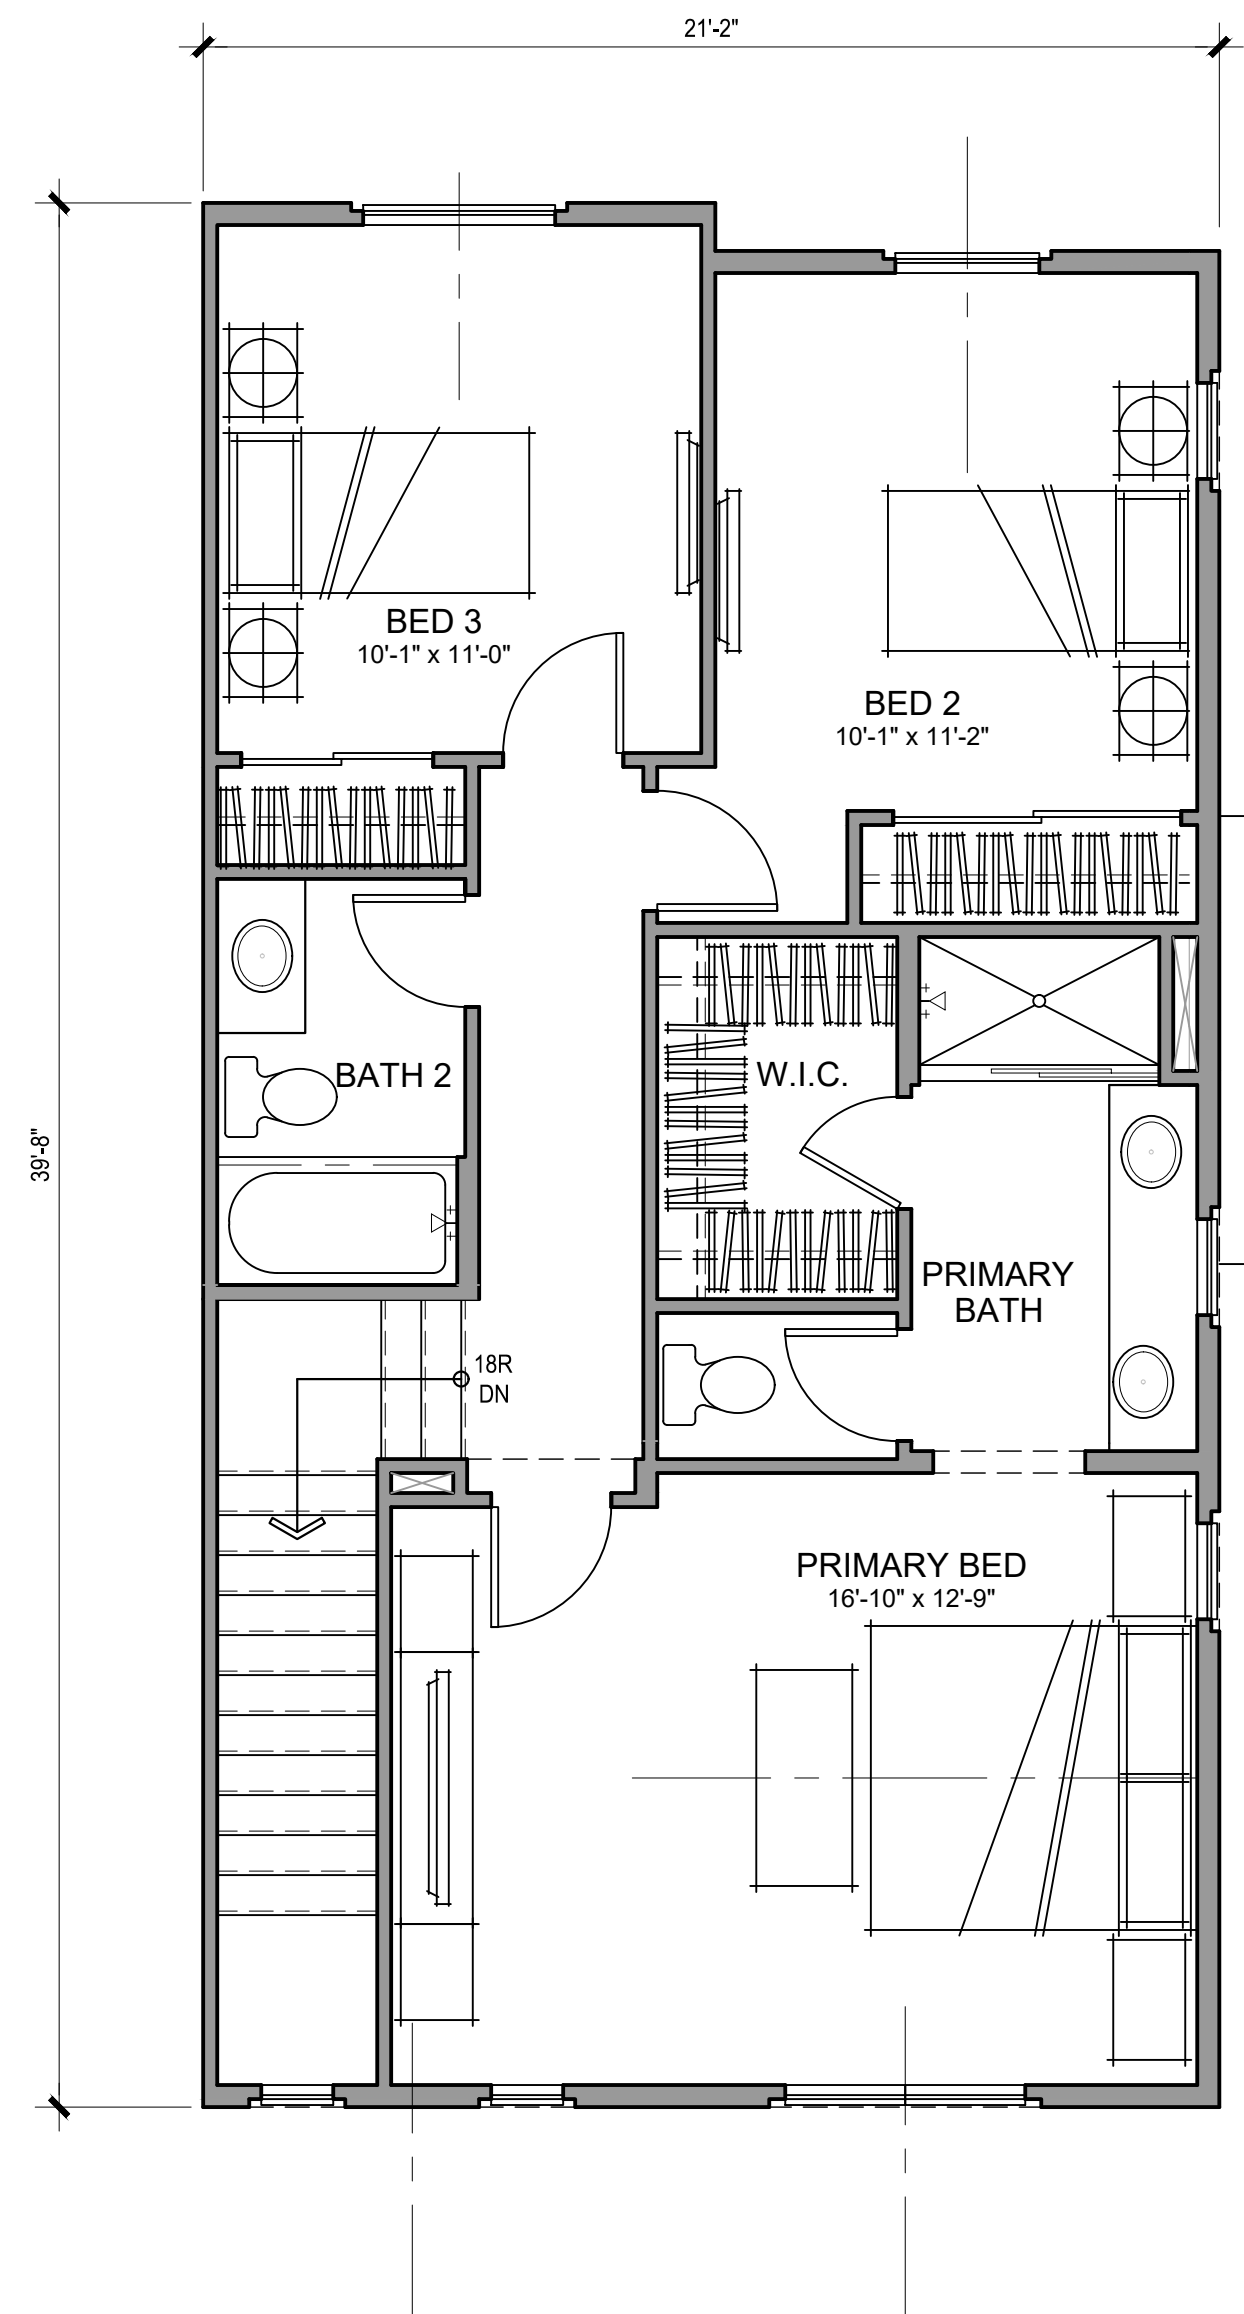 21'-2"
39'-8"
BED 3
10'-1" x 11'-0"
BED 2
10'-1" x 11'-2"
BATH 2
W.I.C.
PRIMARY
BATH
18R
DN
PRIMARY BED
16'-10" x 12'-9"